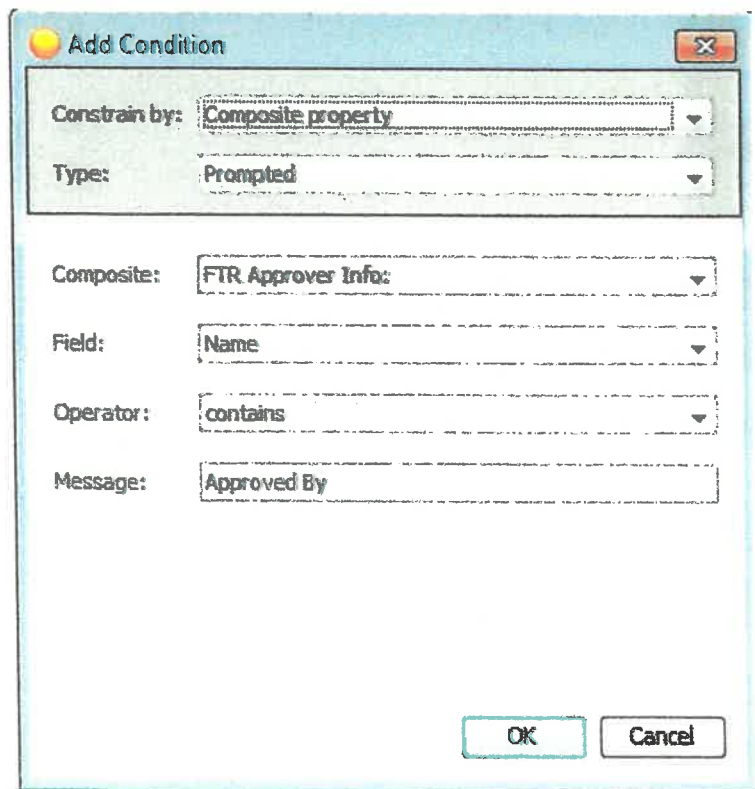 Add Condition
Constrain by: Composite property
Type: Prompted
Composite: FTR Approver Info:
Field: Name
Operator: contains
Message: Approved By
OK Cancel